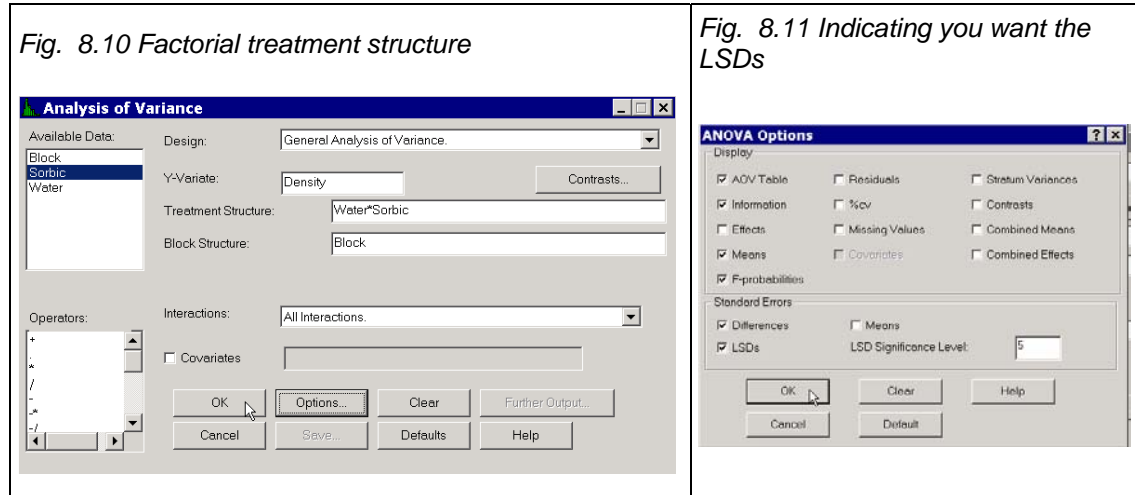 Fig. 8.10 Factorial treatment structure
Analysis of Variance
Available Data:
Block
Sorbic
Water
Design:
General Analysis of Variance.
Y-Variate:
Density
Contrasts...
Treatment Structure:
Water*Sorbic
Block Structure:
Block
Operators:
+
.
*
/
-
-*
-/
Interactions:
All Interactions.
Covariates
OK
Options...
Clear
Further Output...
Cancel
Save...
Defaults
Help
Fig. 8.11 Indicating you want the
LSDs
ANOVA Options
Display
AOV Table
Residuals
Stratum Variances
Information
%cv
Contrasts
Effects
Missing Values
Combined Means
Means
Covariates
Combined Effects
F-probabilities
Standard Errors
Differences
Means
LSDs
LSD Significance Level:
5
OK
Clear
Help
Cancel
Default